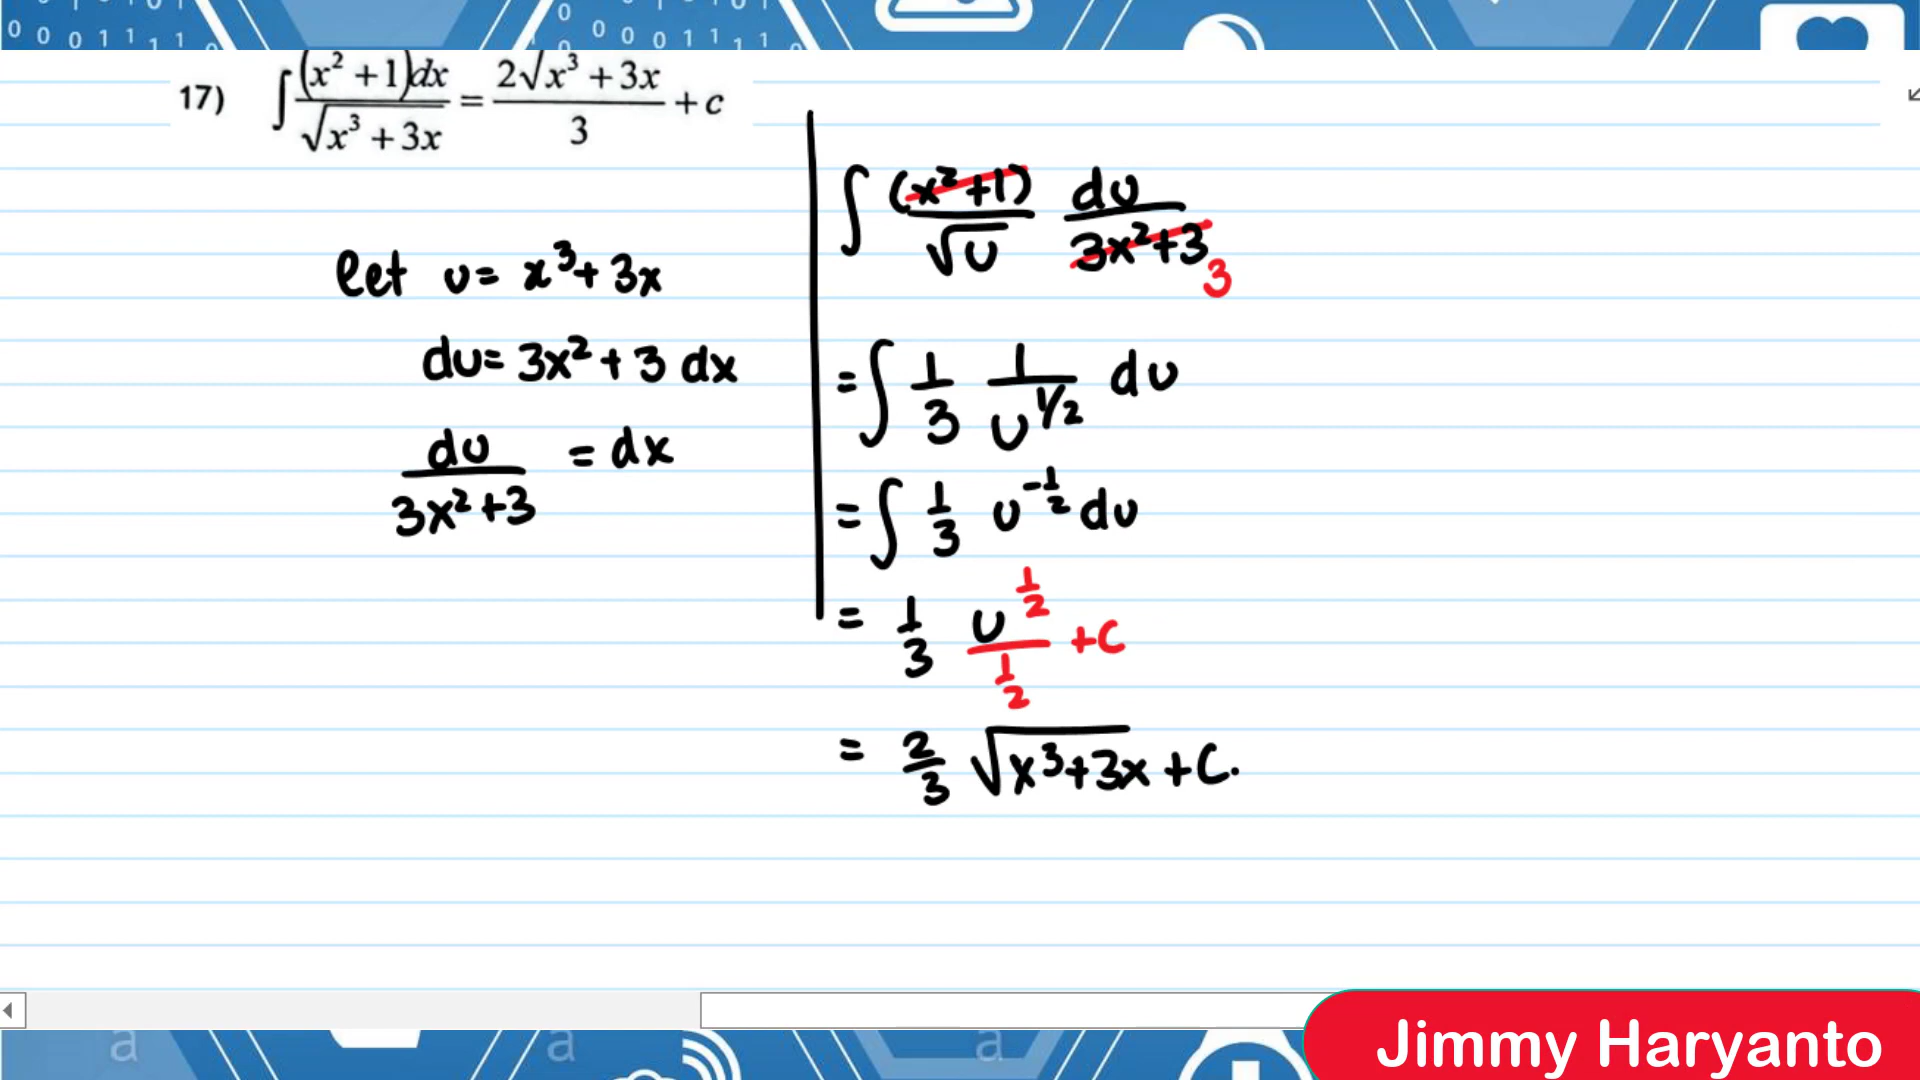 17) ∫ (x² + 1)dx / √x³ + 3x = 2√x³ + 3x / 3 + c
let u = x³ + 3x
du = 3x² + 3 dx
du / 3x² + 3 = dx
∫ (x² + 1) / √u du / 3x² + 3 3
= ∫ 1/3 1/u^1/2 du
= ∫ 1/3 u^-1/2 du
= 1/3 u^1/2 / 1/2 + C
= 2/3 √x³ + 3x + C.
Jimmy Haryanto